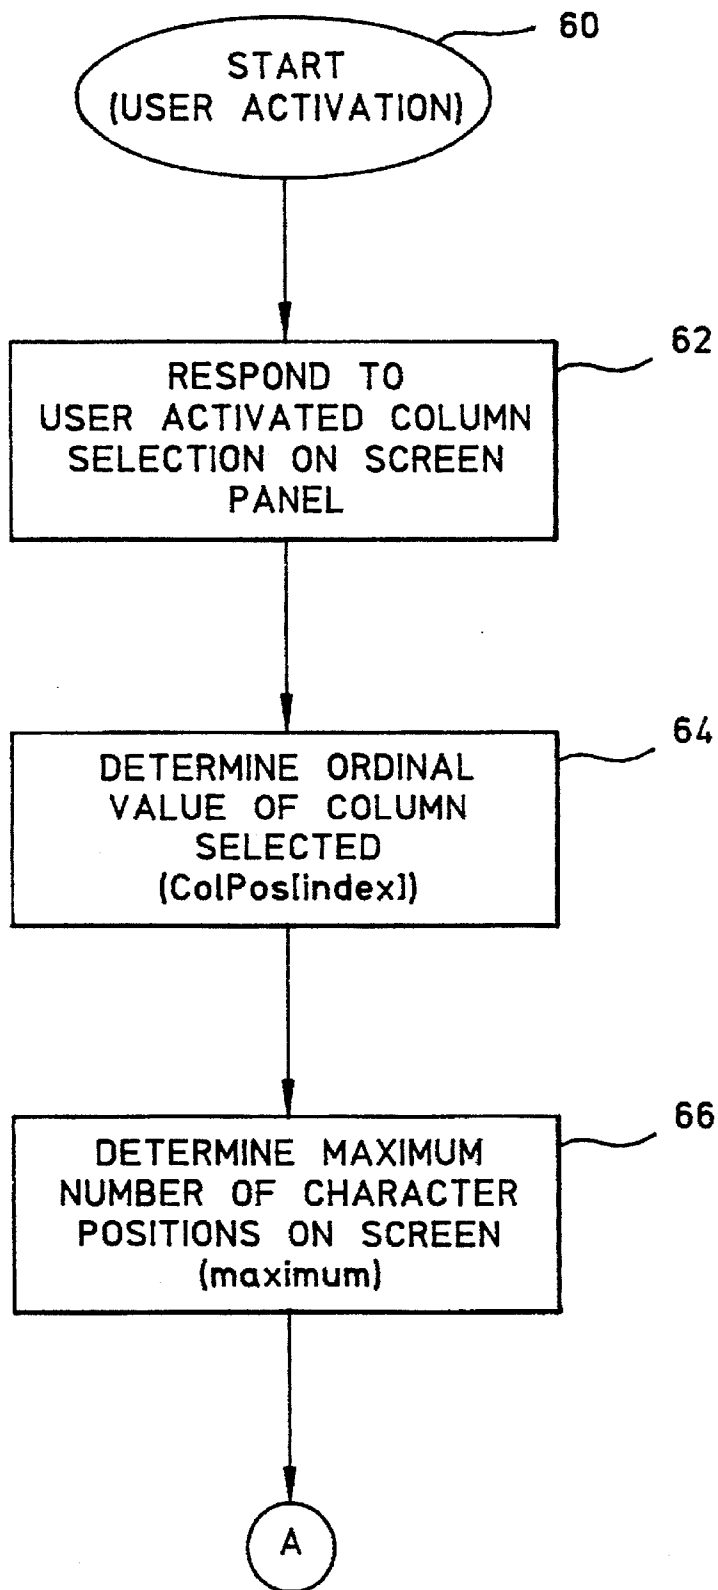 60
START
(USER ACTIVATION)
62
RESPOND TO
USER ACTIVATED COLUMN
SELECTION ON SCREEN
PANEL
64
DETERMINE ORDINAL
VALUE OF COLUMN
SELECTED
(ColPos[index])
66
DETERMINE MAXIMUM
NUMBER OF CHARACTER
POSITIONS ON SCREEN
(maximum)
A